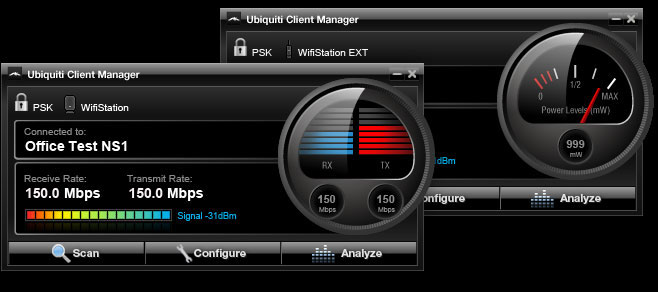 Ubiquiti Client Manager
PSK WifiStation EXT
0 1/2 MAX
Power Levels (mW)
999
mW
dBm
onfigure Analyze
Ubiquiti Client Manager
PSK WifiStation
Connected to:
Office Test NS1
Receive Rate: Transmit Rate:
150.0 Mbps 150.0 Mbps
Signal -31dBm
RX TX
150 150
Mbps Mbps
Scan Configure Analyze